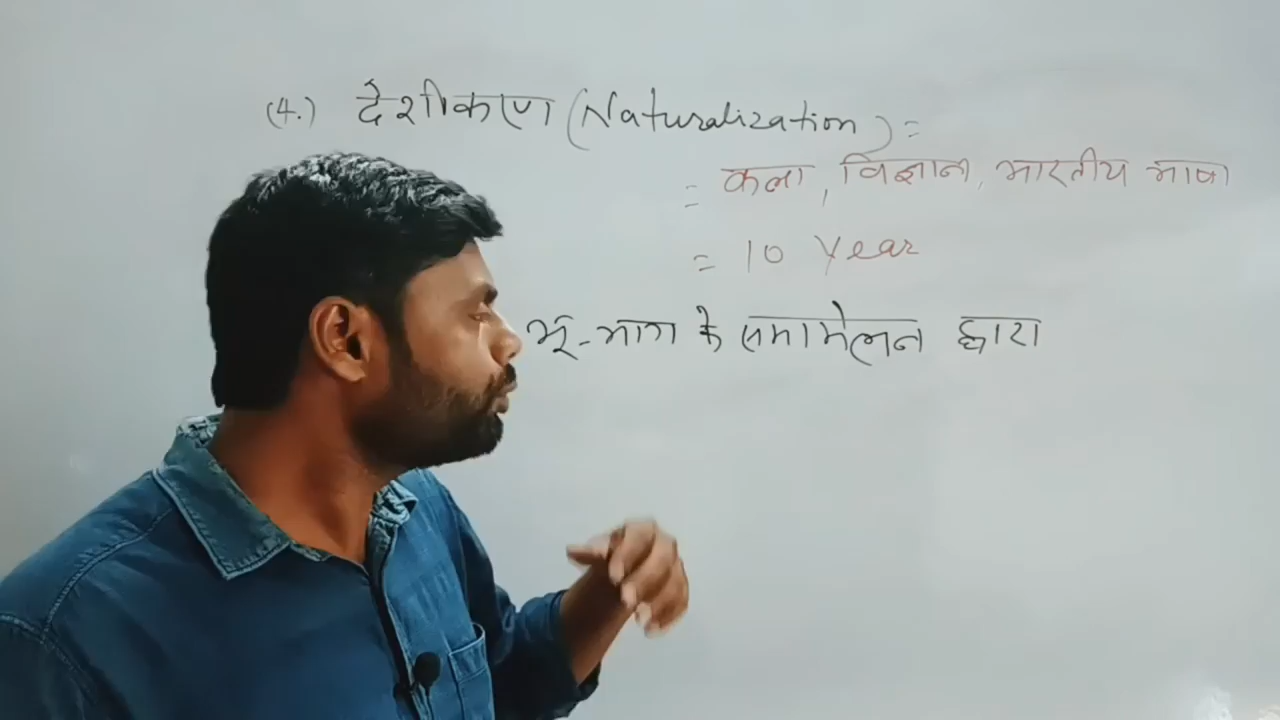 (4.) देशीकरण (Naturalization) =
= कला, विज्ञान, भारतीय भाषा
= 10 Year
भू-भाग के समामेलन द्वारा